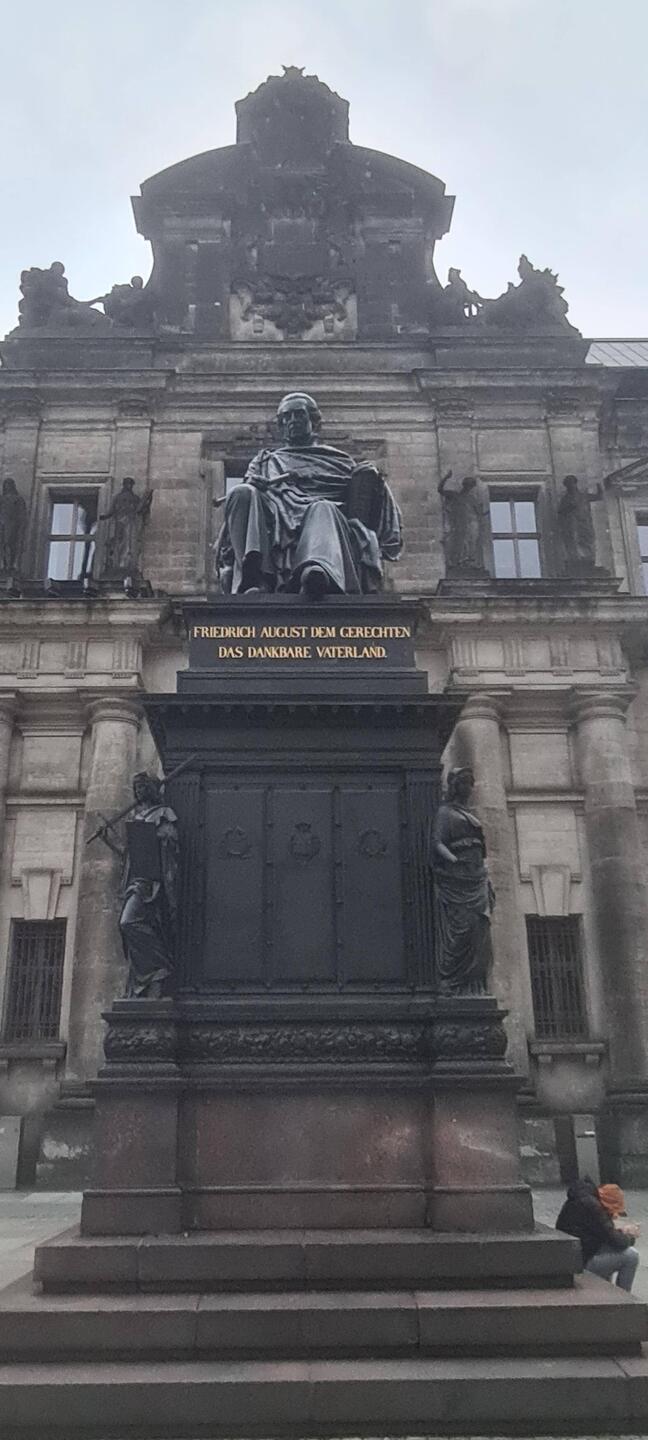 FRIEDRICH AUGUST DEM GERECHTEN
DAS DANKBARE VATERLAND.